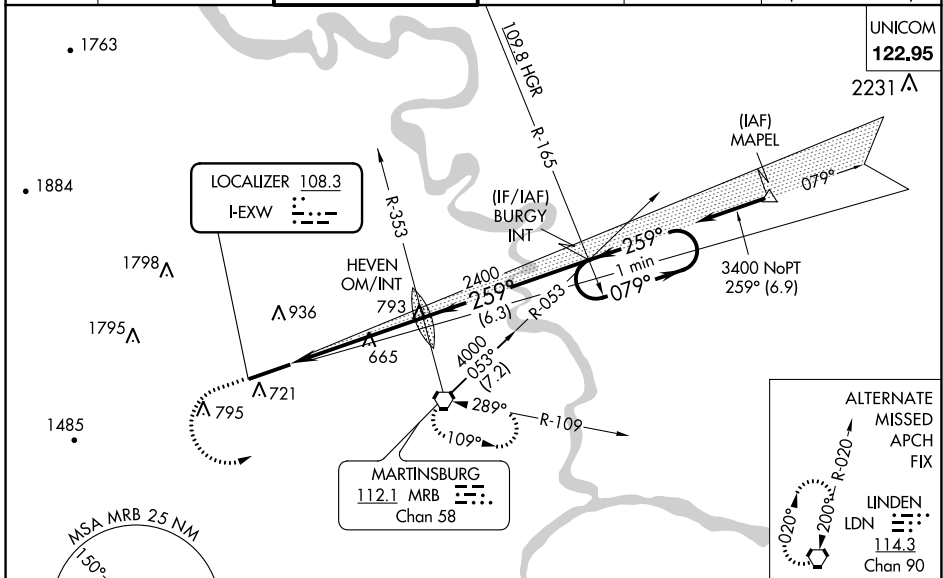 1763
UNICOM
122.95
2231
109.8 HGR
R-165
(IAF)
MAPEL
079°
1884
LOCALIZER 108.3
I-EXW
R-353
(IF/IAF)
BURGY
INT
259°
1 min
079°
3400 NoPT
259° (6.9)
1798
HEVEN
OM/INT
2400
259°
(6.3)
R-053
936
793
1795
665
4000
053°
(7.2)
721
795
1485
289°
R-109
109°
MARTINSBURG
112.1 MRB
Chan 58
ALTERNATE
MISSED
APCH
FIX
R-020
020°
200°
LINDEN
LDN
114.3
Chan 90
MSA MRB 25 NM
150°